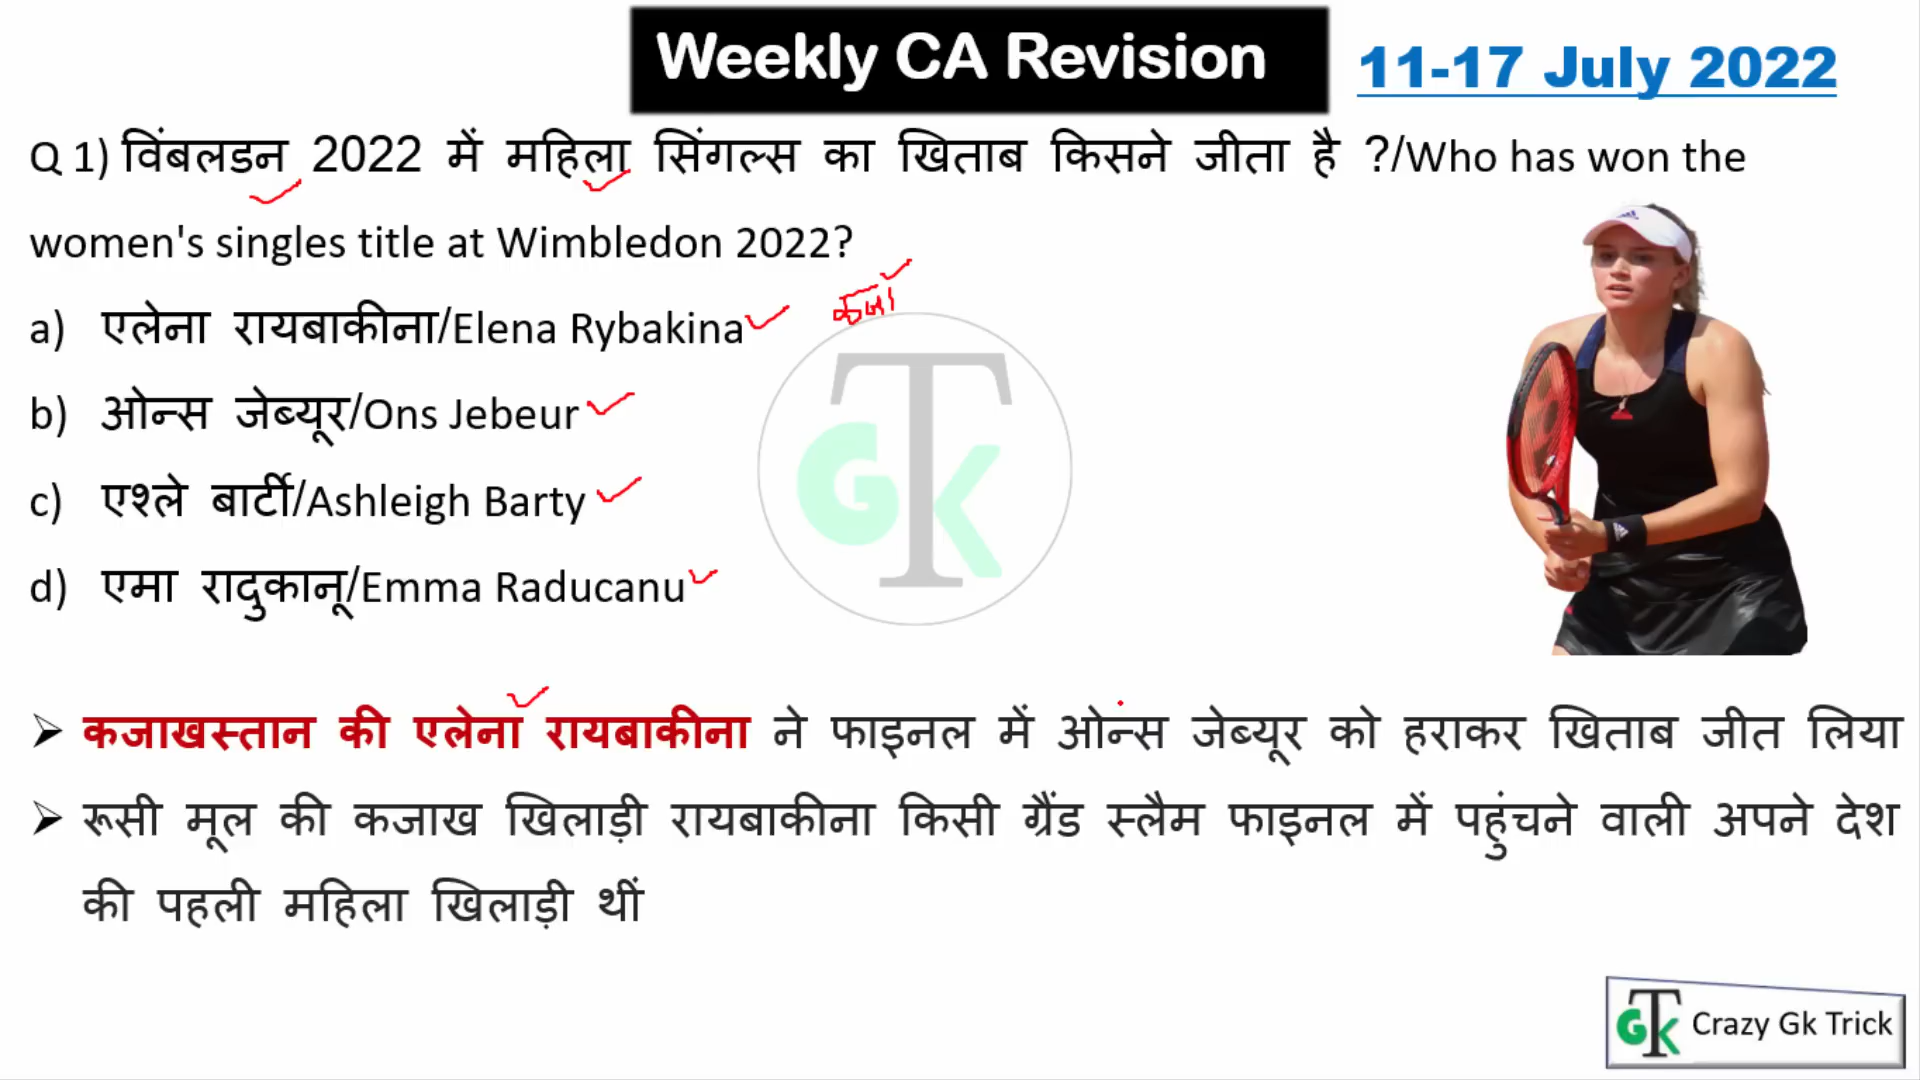 Weekly CA Revision
11-17 July 2022
Q 1) विंबलडन 2022 में महिला सिंगल्स का खिताब किसने जीता है ?/Who has won the
women's singles title at Wimbledon 2022?
a) एलेना रायबाकीना/Elena Rybakina
b) ओन्स जेब्यूर/Ons Jebeur
c) एश्ले बार्टी/Ashleigh Barty
d) एमा रादुकानू/Emma Raducanu
GTK
➢ कजाखस्तान की एलेना रायबाकीना ने फाइनल में ओन्स जेब्यूर को हराकर खिताब जीत लिया
➢ रूसी मूल की कजाख खिलाड़ी रायबाकीना किसी ग्रैंड स्लैम फाइनल में पहुंचने वाली अपने देश
की पहली महिला खिलाड़ी थीं
GTK Crazy Gk Trick